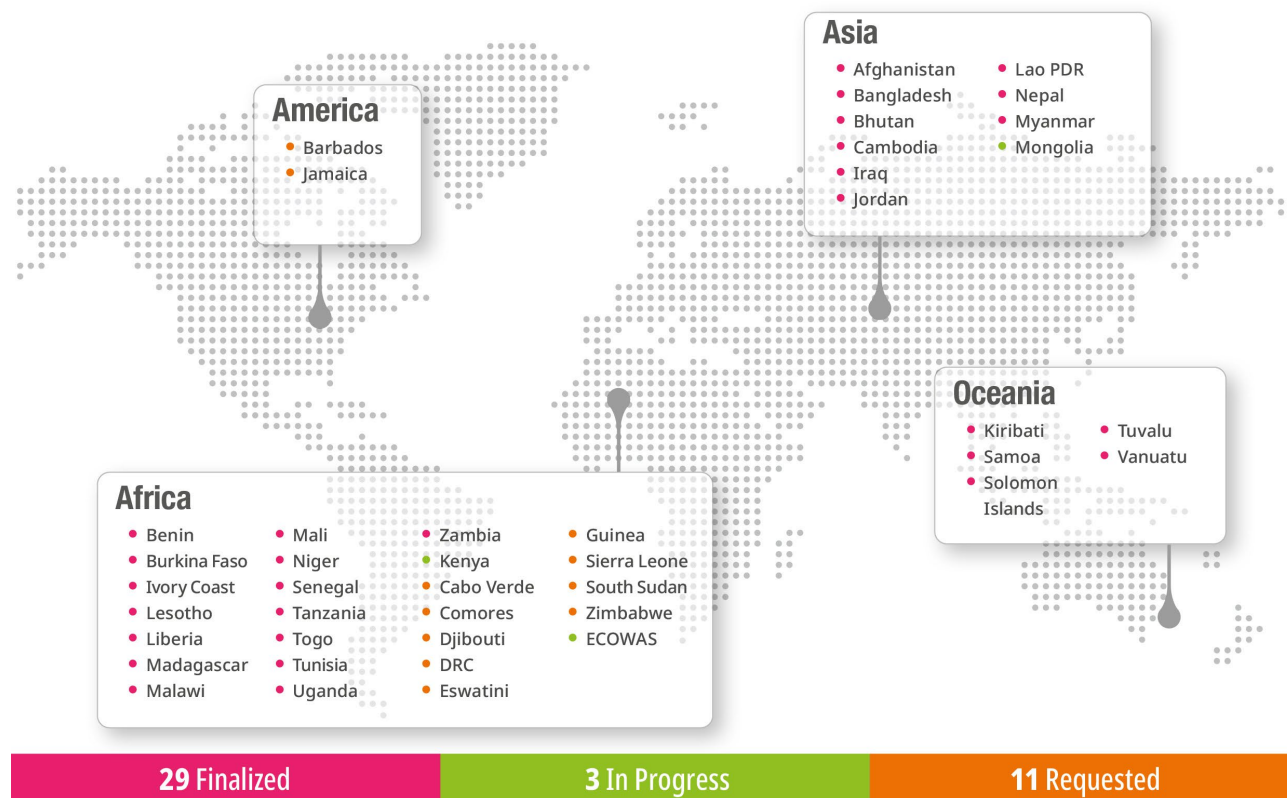 America
Barbados
Jamaica
Asia
Afghanistan
Bangladesh
Bhutan
Cambodia
Iraq
Jordan
Lao PDR
Nepal
Myanmar
Mongolia
Oceania
Kiribati
Samoa
Solomon
Islands
Tuvalu
Vanuatu
Africa
Benin
Burkina Faso
Ivory Coast
Lesotho
Liberia
Madagascar
Malawi
Mali
Niger
Senegal
Tanzania
Togo
Tunisia
Uganda
Zambia
Kenya
Cabo Verde
Comores
Djibouti
DRC
Eswatini
Guinea
Sierra Leone
South Sudan
Zimbabwe
ECOWAS
29 Finalized
3 In Progress
11 Requested